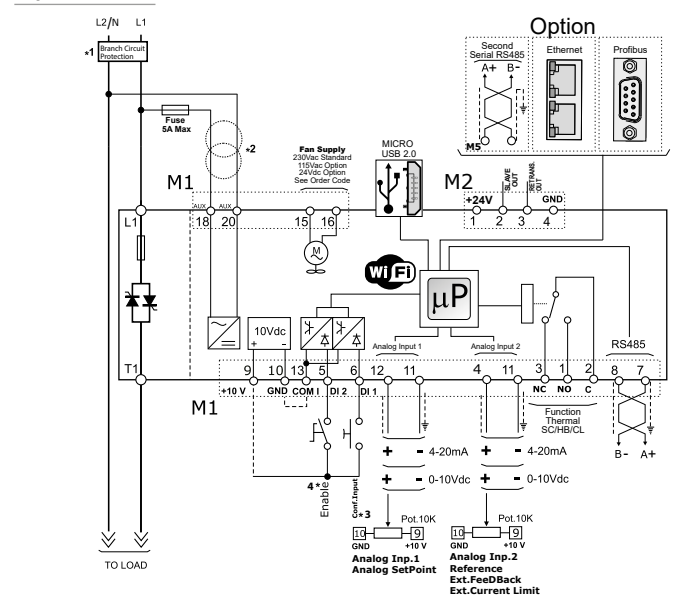 Option
L2/N L1
*1 Branch Circuit
Protection
Second
Serial RS485
A+ B-
M5
Ethernet
Profibus
Fuse
5A Max
*2
Fan Supply
230Vac Standard
115Vac Option
24Vdc Option
See Order Code
MICRO
USB 2.0
M1
M2
+24V
SLAVE
OUT
RETRANS.
OUT
GND
AUX AUX
L1
18 20 15 16
1 2 3 4
M
WiFi
µP
10Vdc
+ -
Analog Input 1
Analog Input 2
RS485
T1
9 10 13 5 6 12 11 4 11 3 1 2 8 7
+10 V GND COM I DI 2 DI 1
NC NO C
M1
Function
Thermal
SC/HB/CL
B- A+
+ - 4-20mA
+ - 4-20mA
+ - 0-10Vdc
+ - 0-10Vdc
4*
Enable
Conf.Input
*3
Pot.10K
10 9
GND +10 V
Analog Inp.1
Analog SetPoint
Pot.10K
10 9
GND +10 V
Analog Inp.2
Reference
Ext.FeeDBack
Ext.Current Limit
TO LOAD